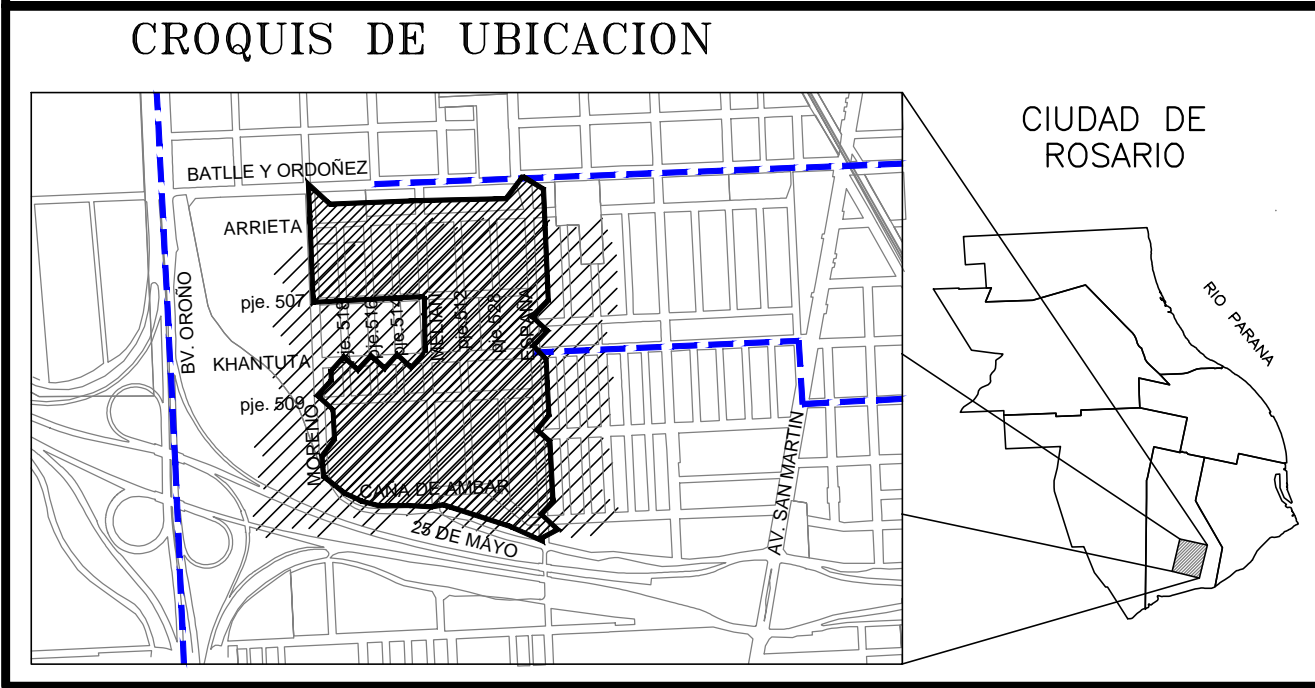 CROQUIS DE UBICACION
CIUDAD DE
ROSARIO
BATLLE Y ORDOÑEZ
ARRIETA
BV. OROÑO
pje. 507
pje. 518
pje. 516
pje. 514
MELIAN
pje. 512
pje. 528
ESPAÑA
KHANTUTA
pje. 509
MORENO
CAÑA DE AMBAR
25 DE MAYO
AV. SAN MARTIN
RIO PARANA